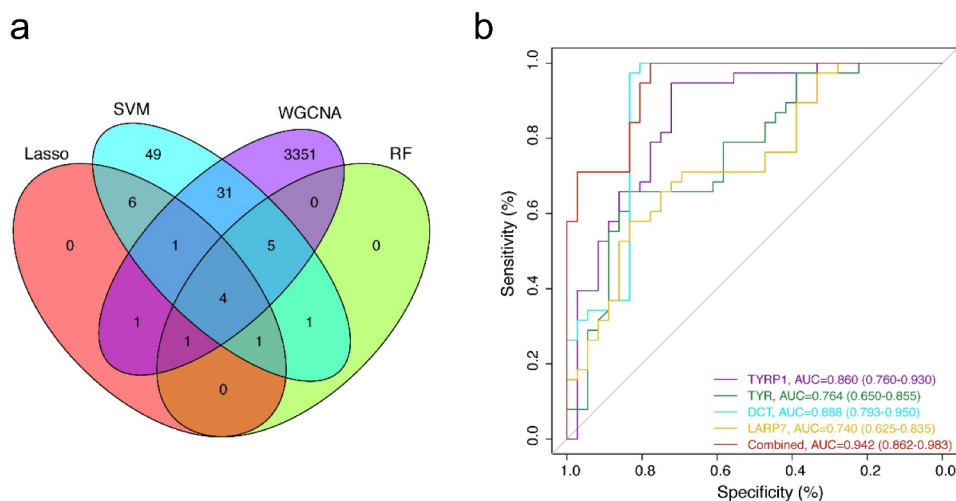 a
Lasso
SVM
WGCNA
RF
49
3351
6
31
0
0
1
5
0
4
1
1
1
1
0
b
Sensitivity (%)
1.0
0.8
0.6
0.4
0.2
0.0
TYRP1, AUC=0.860 (0.760-0.930)
TYR, AUC=0.764 (0.650-0.855)
DCT, AUC=0.888 (0.793-0.950)
LARP7, AUC=0.740 (0.625-0.835)
Combined, AUC=0.942 (0.862-0.983)
1.0 0.8 0.6 0.4 0.2 0.0
Specificity (%)